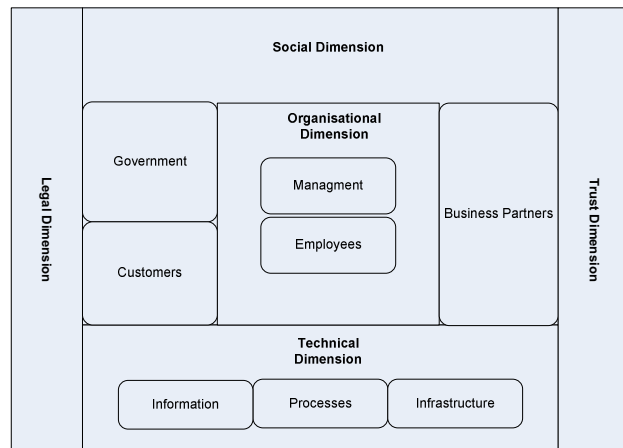 Social Dimension
Legal Dimension
Government
Customers
Organisational
Dimension
Managment
Employees
Business Partners
Trust Dimension
Technical
Dimension
Information
Processes
Infrastructure